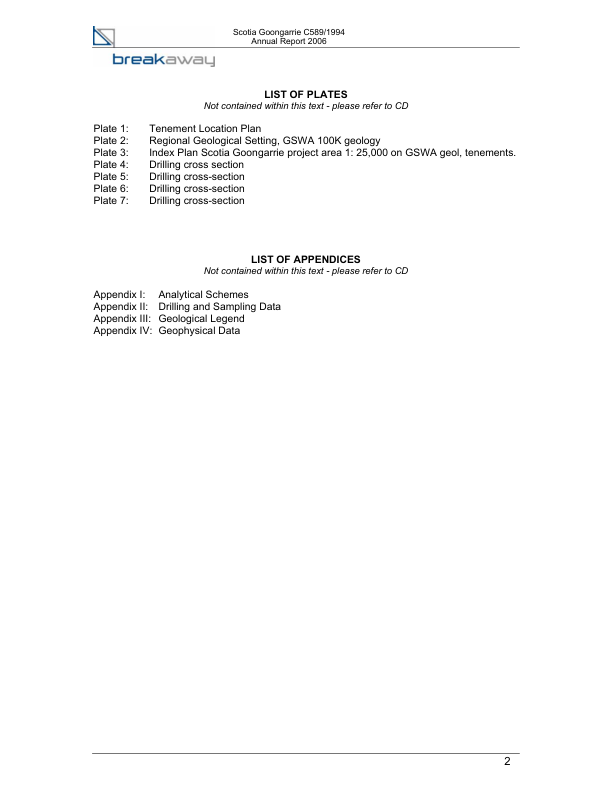 Scotia Goongarrie C589/1994
Annual Report 2006
breakaway
LIST OF PLATES
Not contained within this text - please refer to CD
Plate 1: Tenement Location Plan
Plate 2: Regional Geological Setting, GSWA 100K geology
Plate 3: Index Plan Scotia Goongarrie project area 1: 25,000 on GSWA geol, tenements.
Plate 4: Drilling cross section
Plate 5: Drilling cross-section
Plate 6: Drilling cross-section
Plate 7: Drilling cross-section
LIST OF APPENDICES
Not contained within this text - please refer to CD
Appendix I: Analytical Schemes
Appendix II: Drilling and Sampling Data
Appendix III: Geological Legend
Appendix IV: Geophysical Data
2